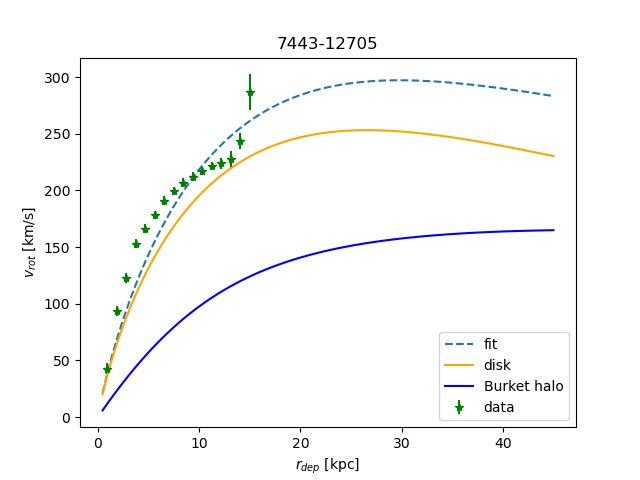 7443-12705
300
250
200
150
100
50
0
v_rot [km/s]
0 10 20 30 40
r_dep [kpc]
fit
disk
Burket halo
data